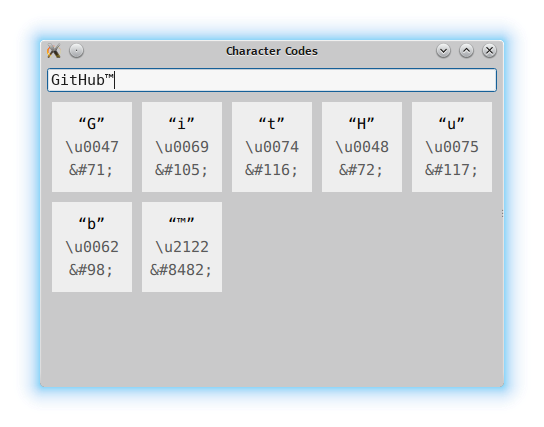 Character Codes
GitHub™
“G” “i” “t” “H” “u”
\u0047 \u0069 \u0074 \u0048 \u0075
&#71; &#105; &#116; &#72; &#117;
“b” “™”
\u0062 \u2122
&#98; &#8482;